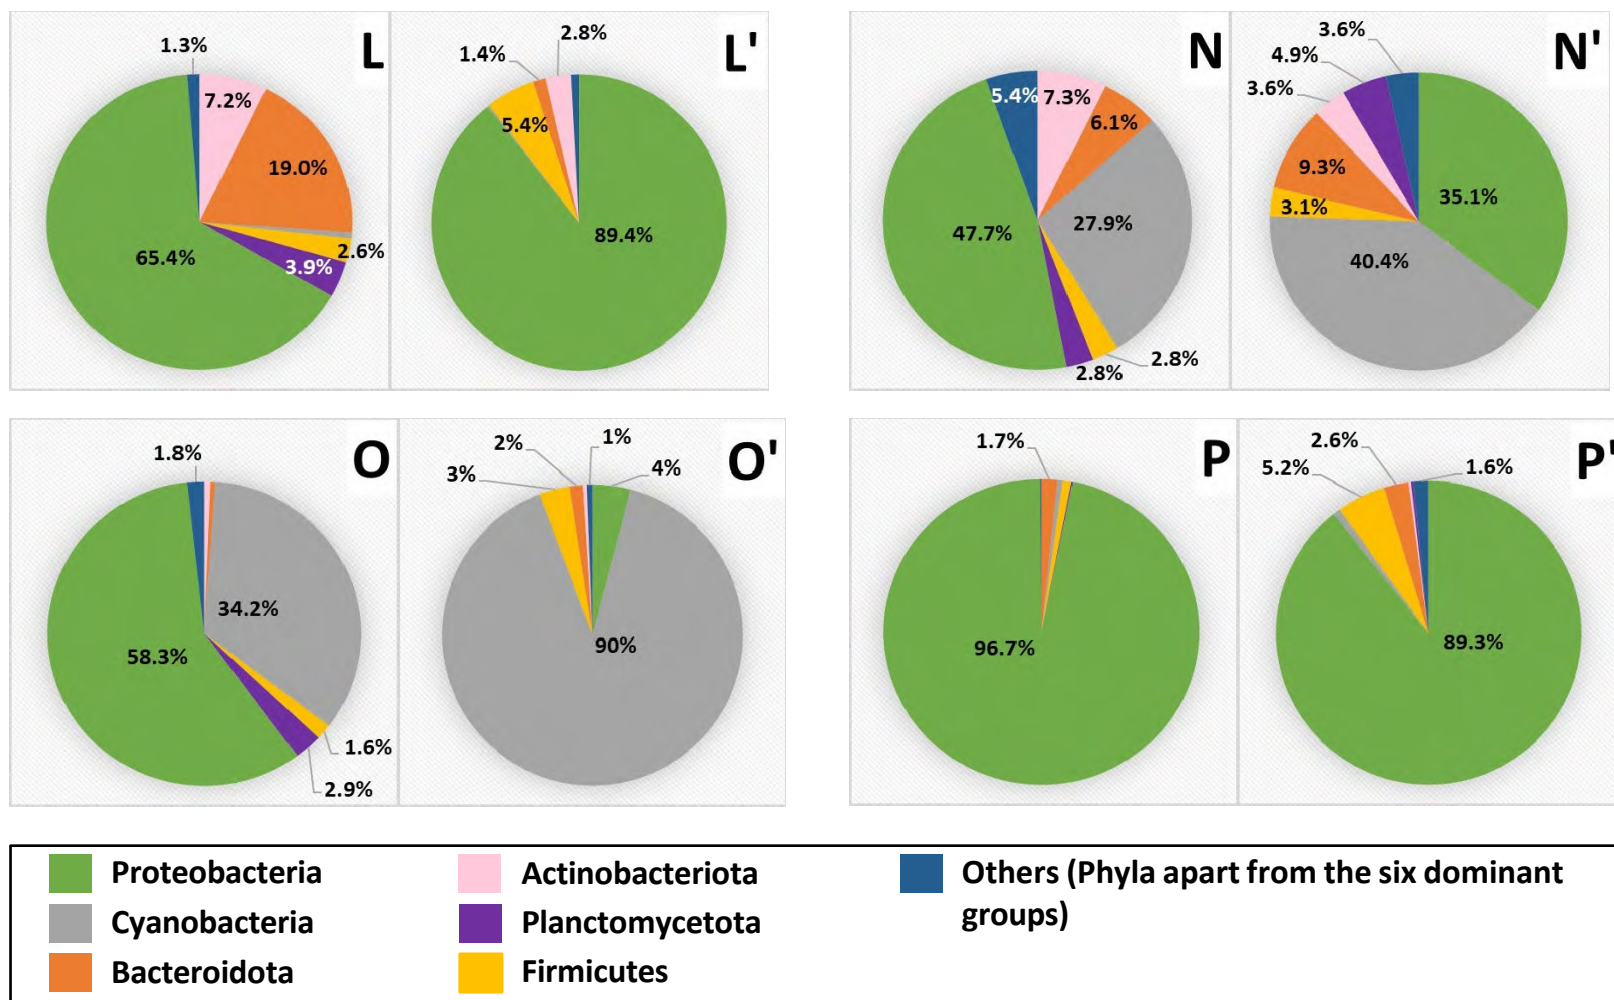 L
1.3%
7.2%
19.0%
2.6%
3.9%
65.4%
L'
2.8%
1.4%
5.4%
89.4%
N
5.4%
7.3%
6.1%
27.9%
47.7%
2.8%
2.8%
N'
3.6%
4.9%
3.6%
9.3%
3.1%
35.1%
40.4%
O
1.8%
34.2%
58.3%
1.6%
2.9%
O'
2%
1%
3%
4%
90%
P
1.7%
96.7%
P'
2.6%
5.2%
1.6%
89.3%
Proteobacteria
Cyanobacteria
Bacteroidota
Actinobacteriota
Planctomycetota
Firmicutes
Others (Phyla apart from the six dominant
groups)